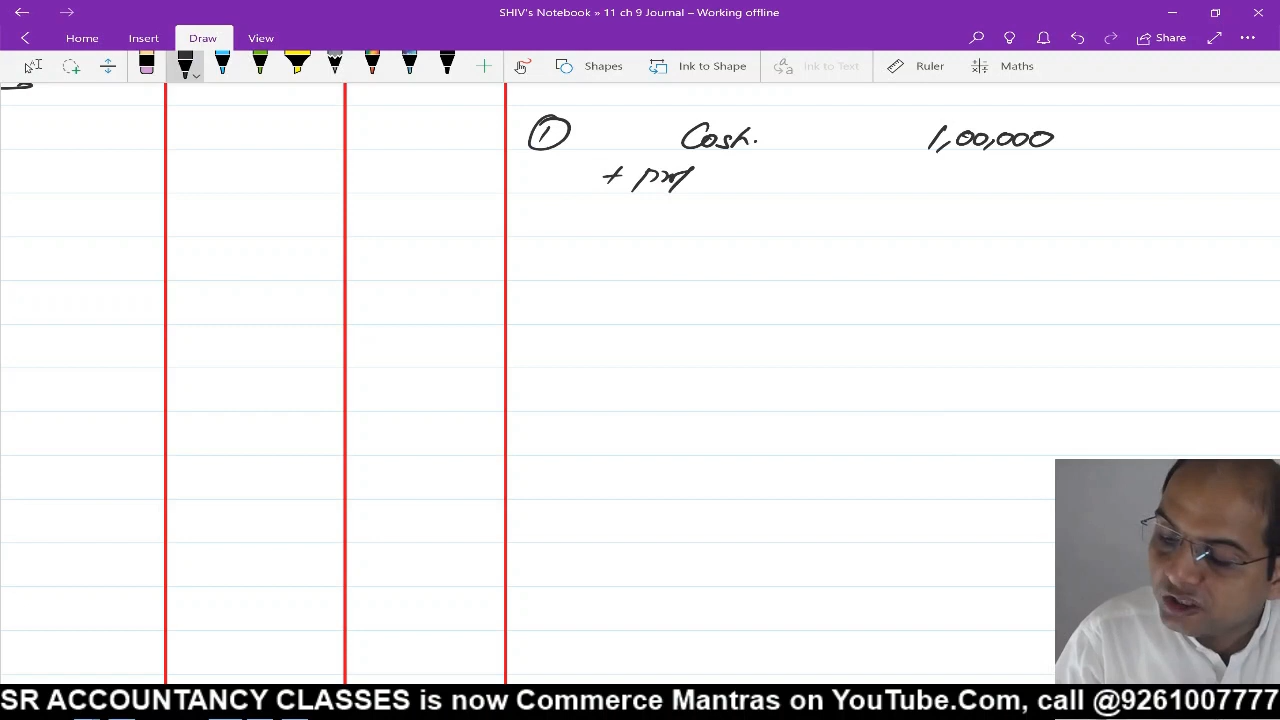 SHIV's Notebook » 11 ch 9 Journal – Working offline
Home Insert Draw View Share
Shapes Ink to Shape Ink to Text Ruler Maths
① Cash. 1,00,000
+ prof
SR ACCOUNTANCY CLASSES is now Commerce Mantras on YouTube.Com, call @9261007777